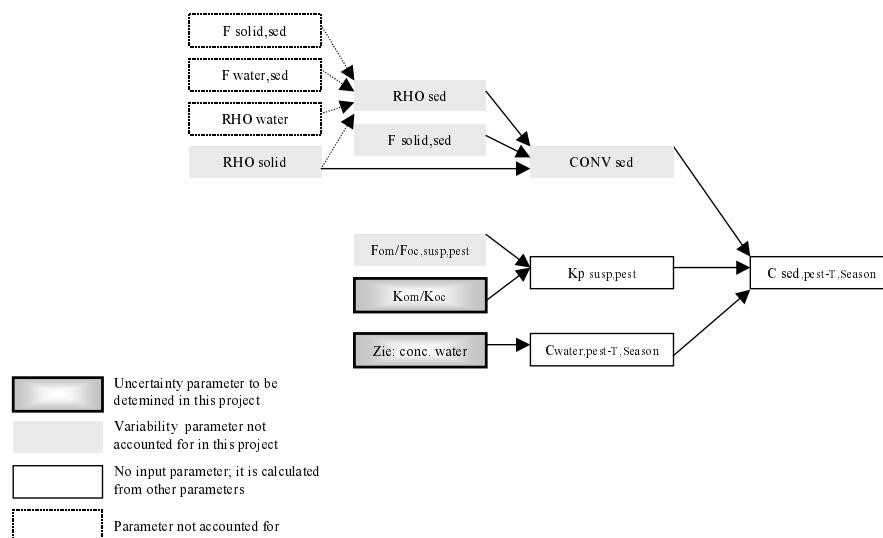 F solid,sed
F water,sed
RHO water
RHO solid
RHO sed
F solid,sed
CONV sed
Fom/Foc,susp,pest
Kom/Koc
Kp susp,pest
C sed,pest-T,Season
Zie: conc. water
Cwater,pest-T,Season
Uncertainty parameter to be
detemined in this project
Variability parameter not
accounted for in this project
No input parameter; it is calculated
from other parameters
Parameter not accounted for